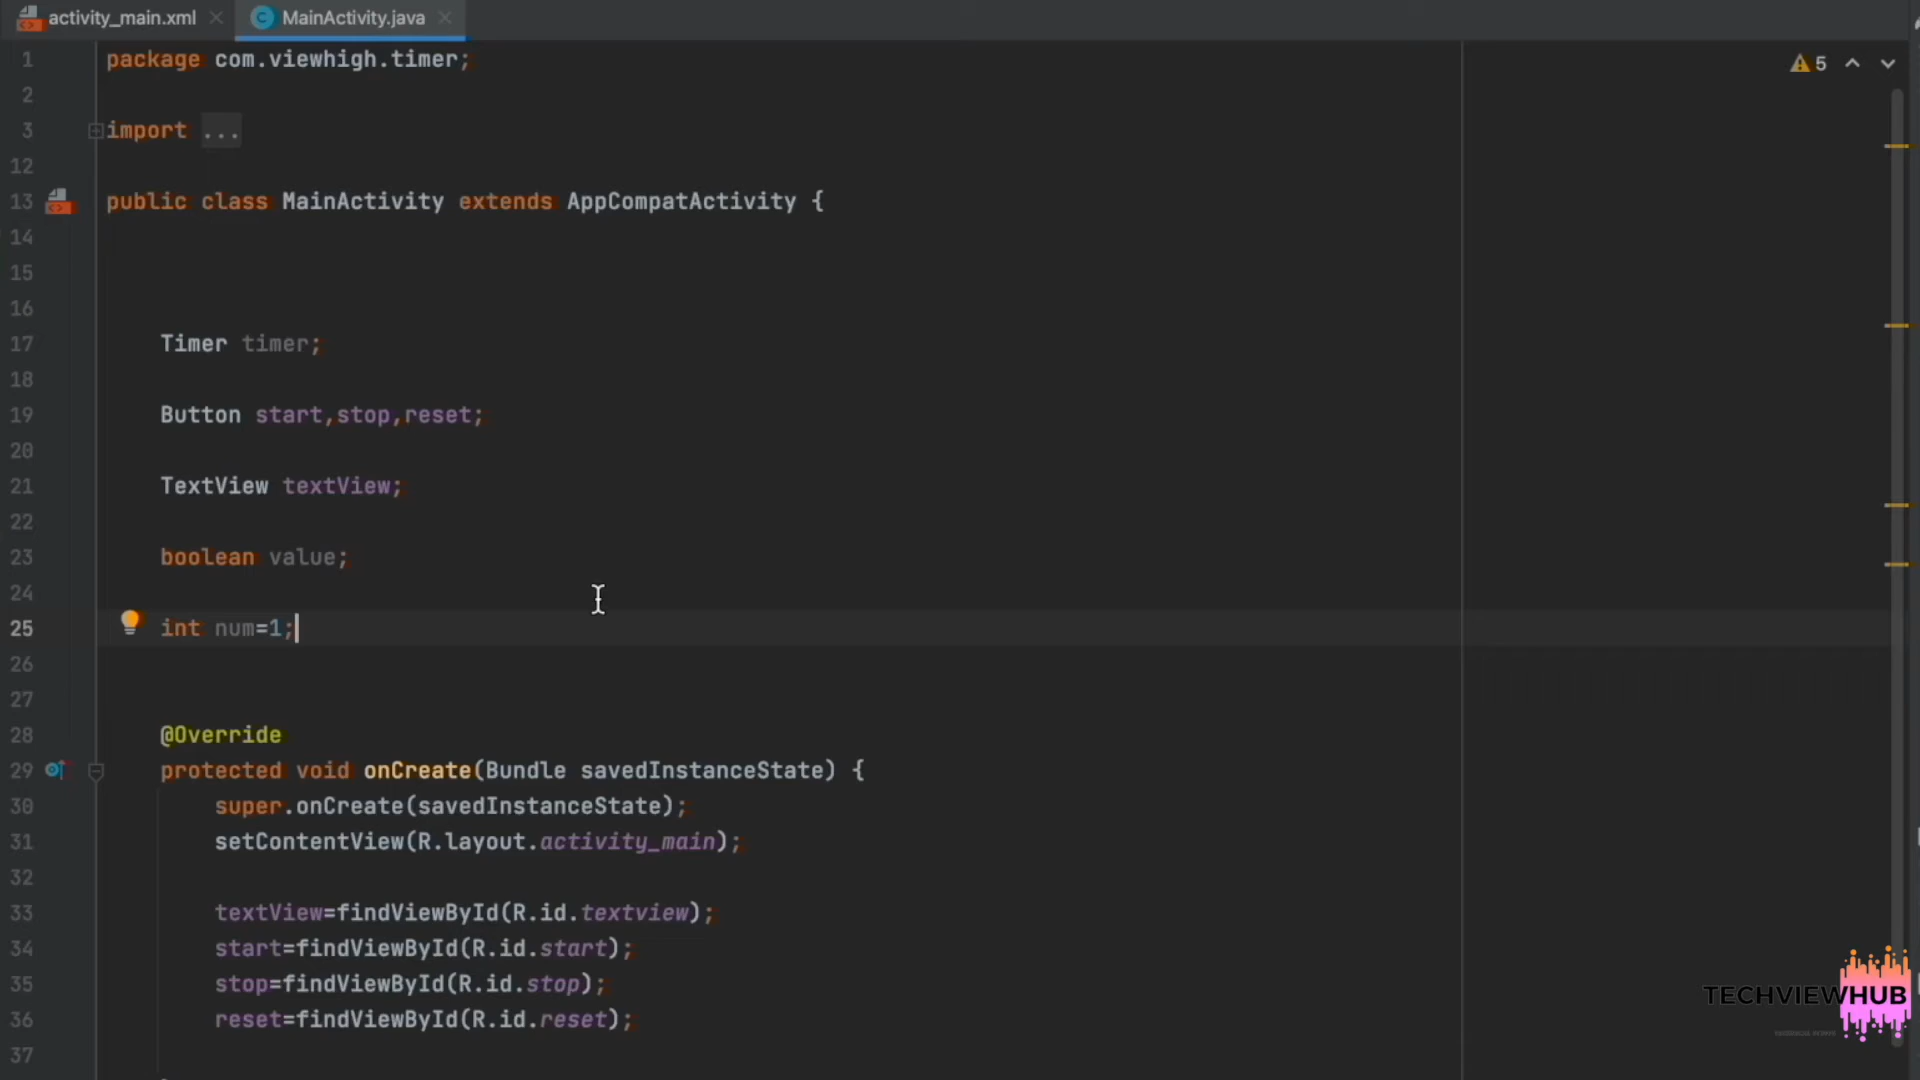 activity_main.xml
MainActivity.java
5
1 package com.viewhigh.timer;
2
3 import ...
12
13 public class MainActivity extends AppCompatActivity {
14
15
16
17 Timer timer;
18
19 Button start,stop,reset;
20
21 TextView textView;
22
23 boolean value;
24
25 int num=1;
26
27
28 @Override
29 protected void onCreate(Bundle savedInstanceState) {
30 super.onCreate(savedInstanceState);
31 setContentView(R.layout.activity_main);
32
33 textView=findViewById(R.id.textview);
34 start=findViewById(R.id.start);
35 stop=findViewById(R.id.stop);
36 reset=findViewById(R.id.reset);
37
TECHVIEWHUB